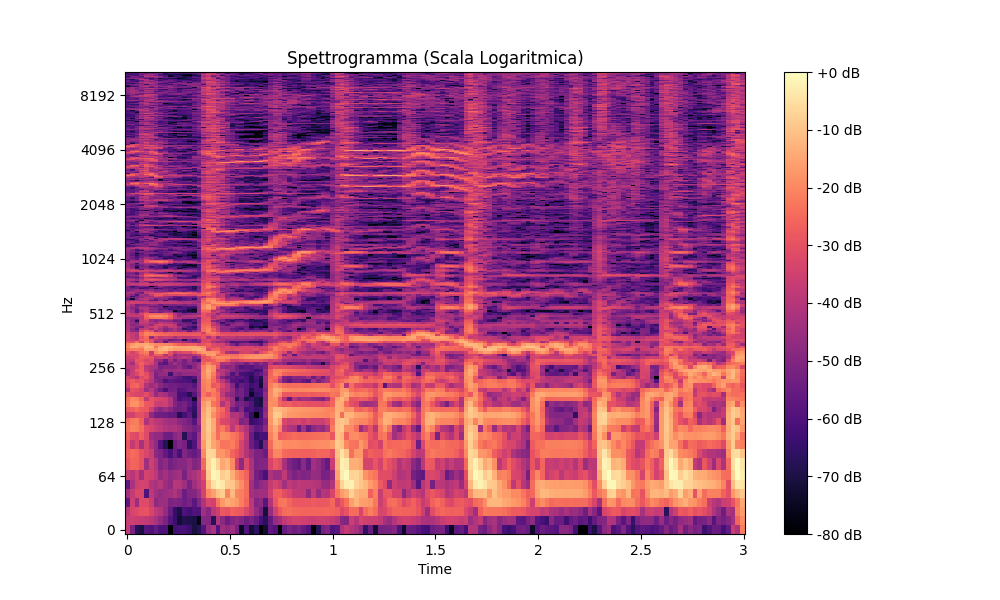 Spettrogramma (Scala Logaritmica)
Hz
8192
4096
2048
1024
512
256
128
64
0
0
0.5
1
1.5
2
2.5
3
Time
+0 dB
-10 dB
-20 dB
-30 dB
-40 dB
-50 dB
-60 dB
-70 dB
-80 dB